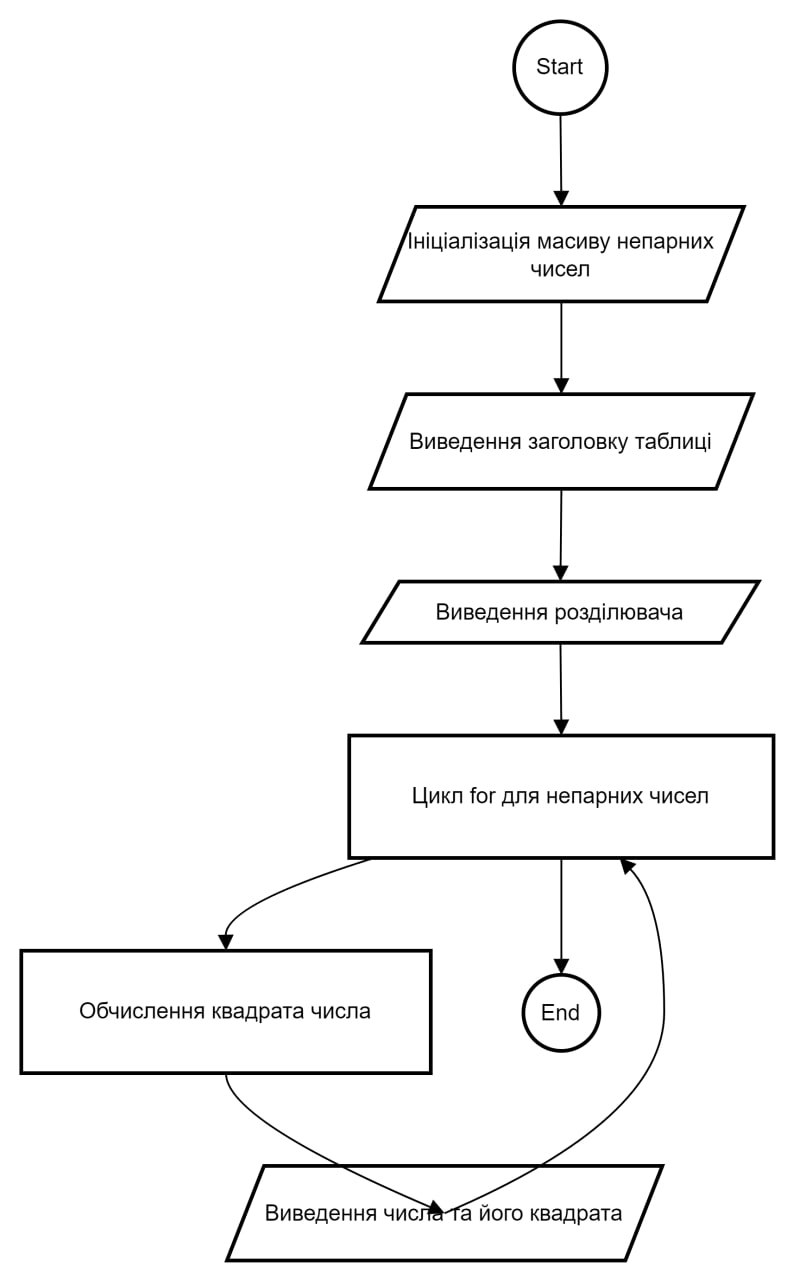 Start
Ініціалізація масиву непарних
чисел
Виведення заголовку таблиці
Виведення розділювача
Цикл for для непарних чисел
Обчислення квадрата числа
End
Виведення числа та його квадрата